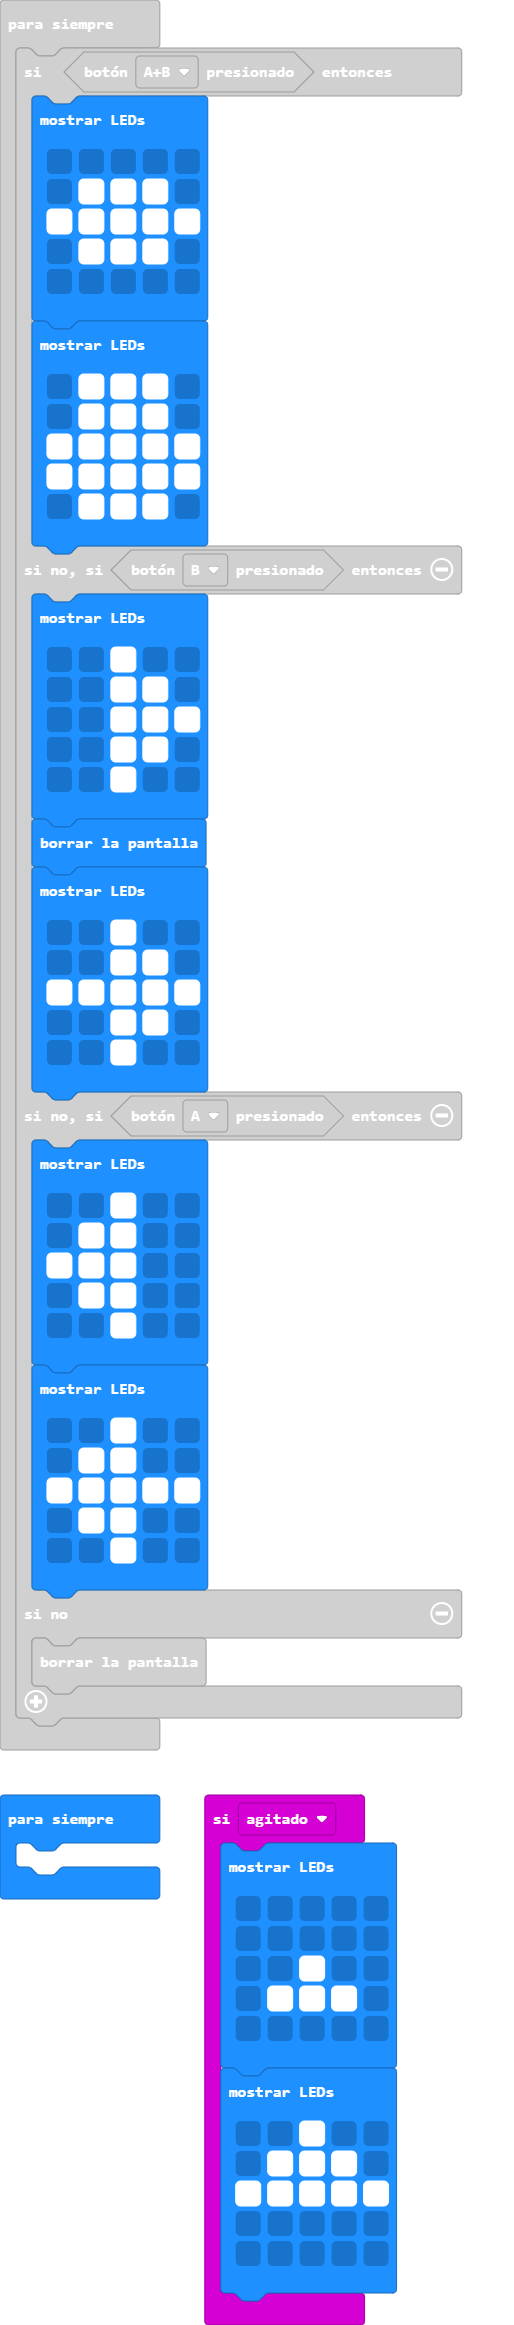 para siempre
si botón A+B presionado entonces
mostrar LEDs
mostrar LEDs
si no, si botón B presionado entonces
mostrar LEDs
borrar la pantalla
mostrar LEDs
si no, si botón A presionado entonces
mostrar LEDs
mostrar LEDs
si no
borrar la pantalla
para siempre
si agitado
mostrar LEDs
mostrar LEDs